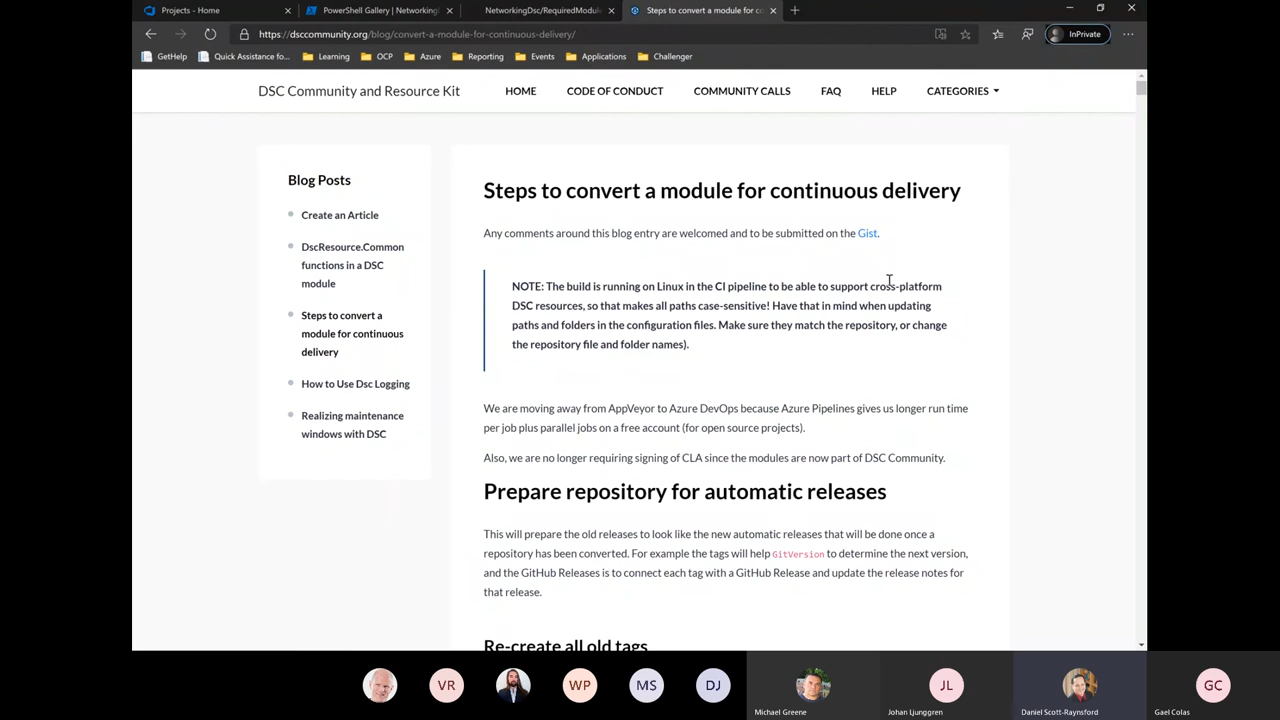 Projects - Home
PowerShell Gallery | Networking
NetworkingDsc/RequiredModule
Steps to convert a module for co
https://dsccommunity.org/blog/convert-a-module-for-continuous-delivery/
InPrivate
GetHelp
Quick Assistance fo...
Learning
OCP
Azure
Reporting
Events
Applications
Challenger
DSC Community and Resource Kit
HOME
CODE OF CONDUCT
COMMUNITY CALLS
FAQ
HELP
CATEGORIES
Blog Posts
Create an Article
DscResource.Common
functions in a DSC
module
Steps to convert a
module for continuous
delivery
How to Use Dsc Logging
Realizing maintenance
windows with DSC
Steps to convert a module for continuous delivery
Any comments around this blog entry are welcomed and to be submitted on the Gist.
NOTE: The build is running on Linux in the CI pipeline to be able to support cross-platform
DSC resources, so that makes all paths case-sensitive! Have that in mind when updating
paths and folders in the configuration files. Make sure they match the repository, or change
the repository file and folder names).
We are moving away from AppVeyor to Azure DevOps because Azure Pipelines gives us longer run time
per job plus parallel jobs on a free account (for open source projects).
Also, we are no longer requiring signing of CLA since the modules are now part of DSC Community.
Prepare repository for automatic releases
This will prepare the old releases to look like the new automatic releases that will be done once a
repository has been converted. For example the tags will help GitVersion to determine the next version,
and the GitHub Releases is to connect each tag with a GitHub Release and update the release notes for
that release.
Re-create all old tags
VR
WP
MS
DJ
Michael Greene
JL
Johan Ljunggren
Daniel Scott-Raynsford
GC
Gael Colas